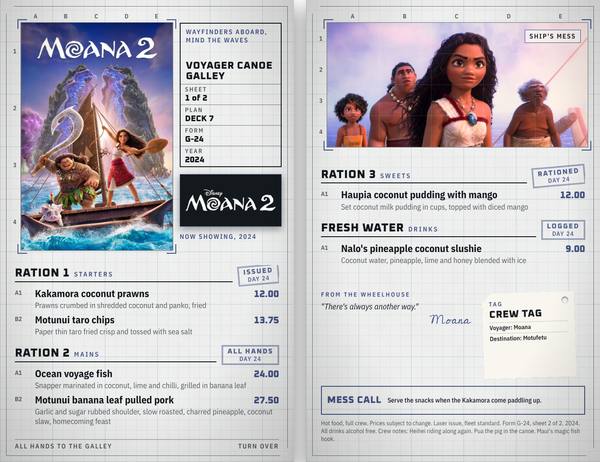 A B C D E
MOANA 2
1
2
3
4
WAYFINDERS ABOARD,
MIND THE WAVES
VOYAGER CANOE
GALLEY
SHEET
1 of 2
PLAN
DECK 7
FORM
G-24
YEAR
2024
Disney
MOANA 2
NOW SHOWING, 2024
RATION 1 STARTERS
ISSUED
DAY 24
A1 Kakamora coconut prawns 12.00
Prawns crumbed in shredded coconut and panko, fried
B2 Motunui taro chips 13.75
Paper thin taro fried crisp and tossed with sea salt
RATION 2 MAINS
ALL HANDS
DAY 24
A1 Ocean voyage fish 24.00
Snapper marinated in coconut, lime and chilli, grilled in banana leaf
B2 Motunui banana leaf pulled pork 27.50
Garlic and sugar rubbed shoulder, slow roasted, charred pineapple, coconut
slaw, homecoming feast
ALL HANDS TO THE GALLEY TURN OVER
A B C D E
SHIP'S MESS
1
2
3
4
RATION 3 SWEETS
RATIONED
DAY 24
A1 Haupia coconut pudding with mango 12.00
Set coconut milk pudding in cups, topped with diced mango
FRESH WATER DRINKS
LOGGED
DAY 24
A1 Nalo's pineapple coconut slushie 9.00
Coconut water, pineapple, lime and honey blended with ice
FROM THE WHEELHOUSE
"There's always another way."
Moana
TAG
CREW TAG
Voyager: Moana
Destination: Motufetu
MESS CALL Serve the snacks when the Kakamora come paddling up.
Hot food, full crew. Prices subject to change. Laser issue, fleet standard. Form G-24, sheet 2 of 2, 2024.
All drinks alcohol free. Crew notes: Heihei riding along again. Pua the pig in the canoe. Maui's magic fish
hook.